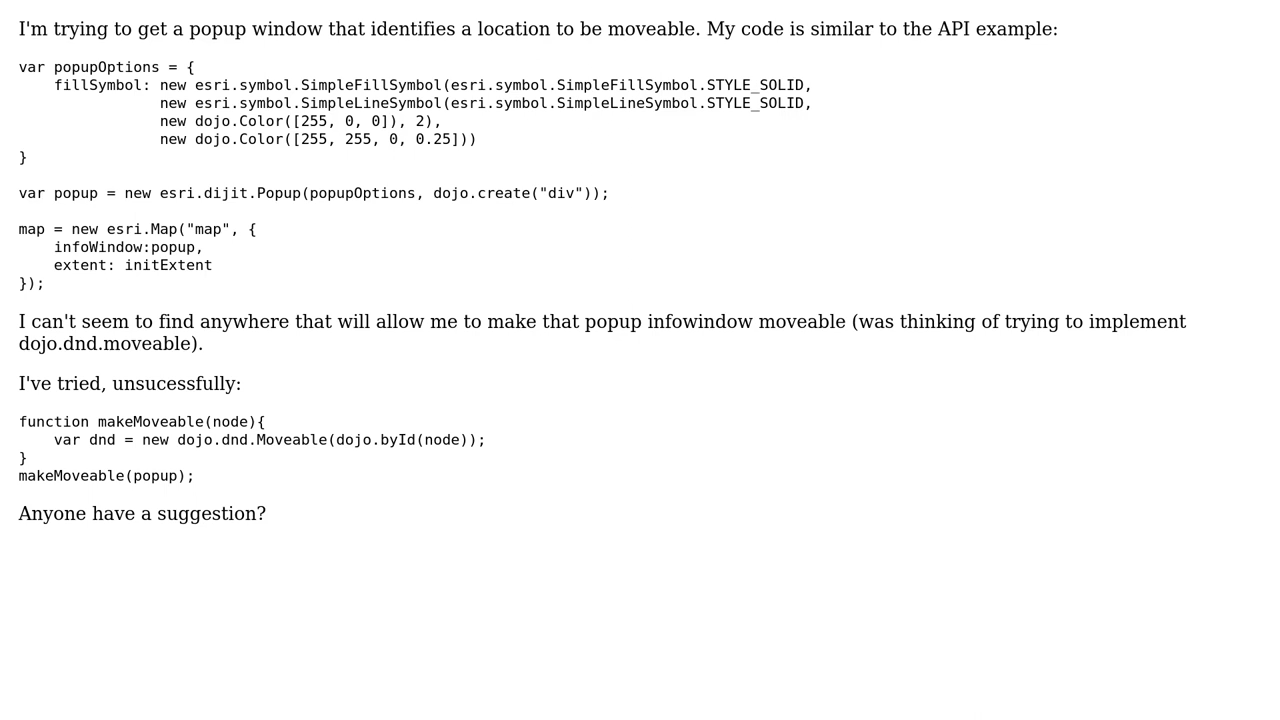 I'm trying to get a popup window that identifies a location to be moveable. My code is similar to the API example:
var popupOptions = {
    fillSymbol: new esri.symbol.SimpleFillSymbol(esri.symbol.SimpleFillSymbol.STYLE_SOLID,
                new esri.symbol.SimpleLineSymbol(esri.symbol.SimpleLineSymbol.STYLE_SOLID,
                new dojo.Color([255, 0, 0]), 2),
                new dojo.Color([255, 255, 0, 0.25]))
}
var popup = new esri.dijit.Popup(popupOptions, dojo.create("div"));
map = new esri.Map("map", {
    infoWindow:popup,
    extent: initExtent
});
I can't seem to find anywhere that will allow me to make that popup infowindow moveable (was thinking of trying to implement
dojo.dnd.moveable).
I've tried, unsucessfully:
function makeMoveable(node){
    var dnd = new dojo.dnd.Moveable(dojo.byId(node));
}
makeMoveable(popup);
Anyone have a suggestion?